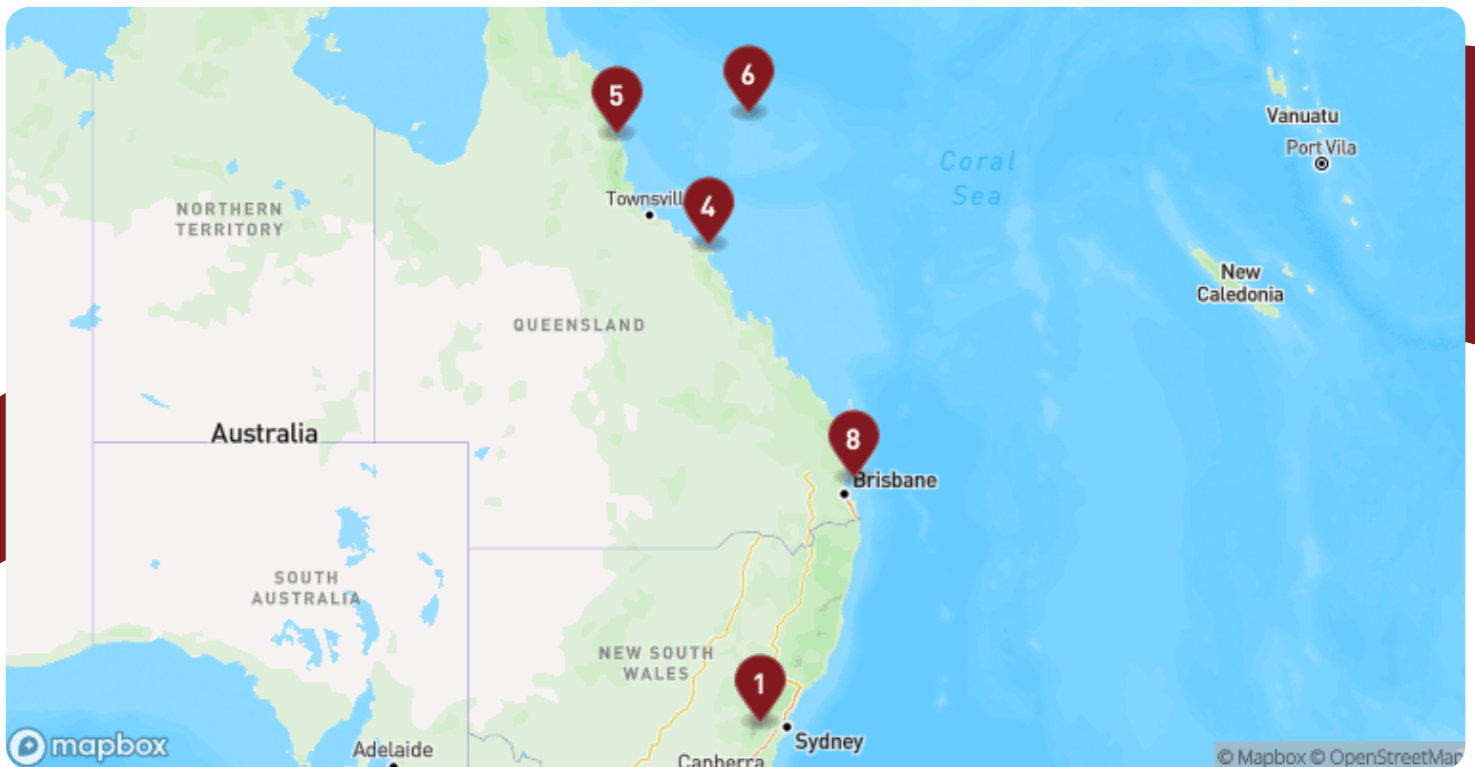 6
5
Vanuatu
Port Vila
Coral
Sea
Townsvill
4
NORTHERN
TERRITORY
New
Caledonia
QUEENSLAND
Australia
8
Brisbane
SOUTH
AUSTRALIA
NEW SOUTH
WALES
1
Sydney
Adelaide
Canberra
mapbox
© Mapbox © OpenStreetMap